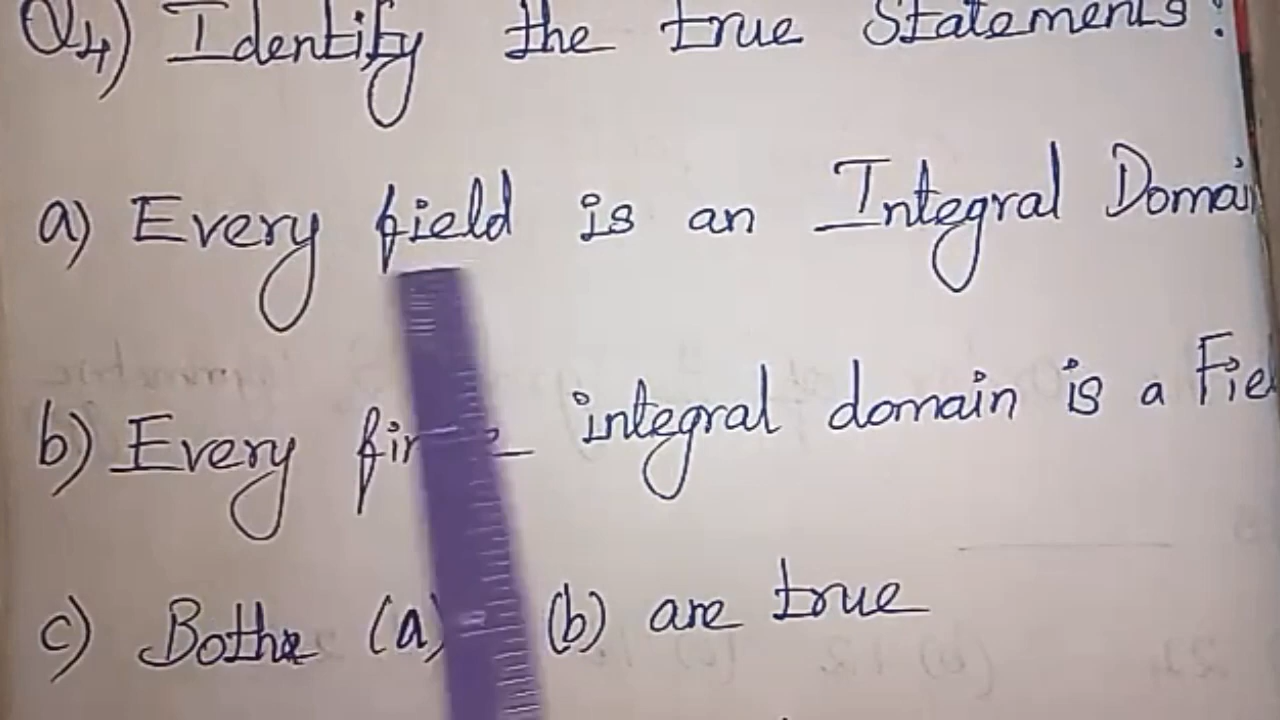 Q4) Identify the true Statements:
a) Every field is an Integral Domai
b) Every integral domain is a Fie
c) Both (a) (b) are true